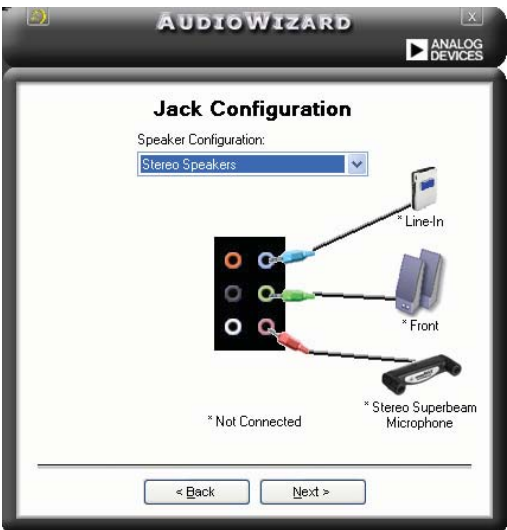 AUDIOWIZARD
X
ANALOG
DEVICES
Jack Configuration
Speaker Configuration:
Stereo Speakers
* Line-In
* Front
* Stereo Superbeam
Microphone
* Not Connected
< Back
Next >